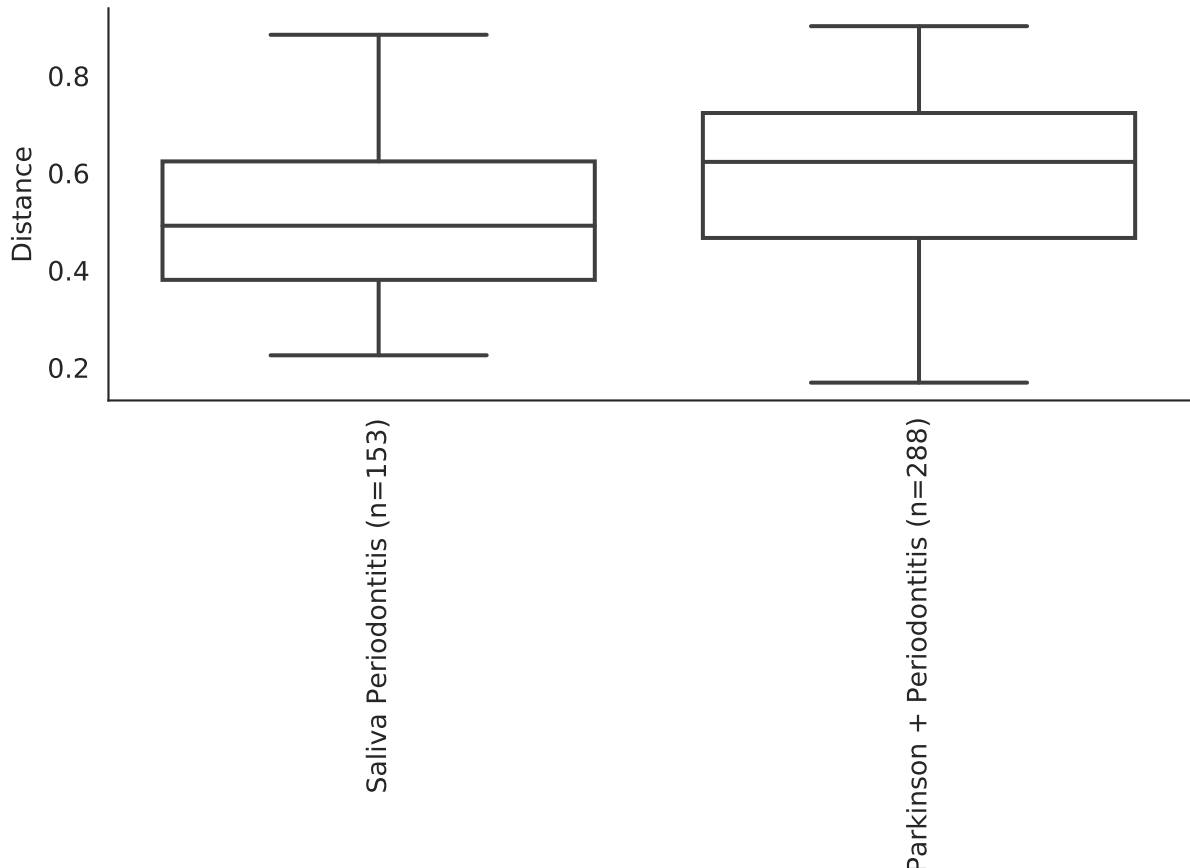 Distance
0.8
0.6
0.4
0.2
Saliva Periodontitis (n=153)
Parkinson + Periodontitis (n=288)